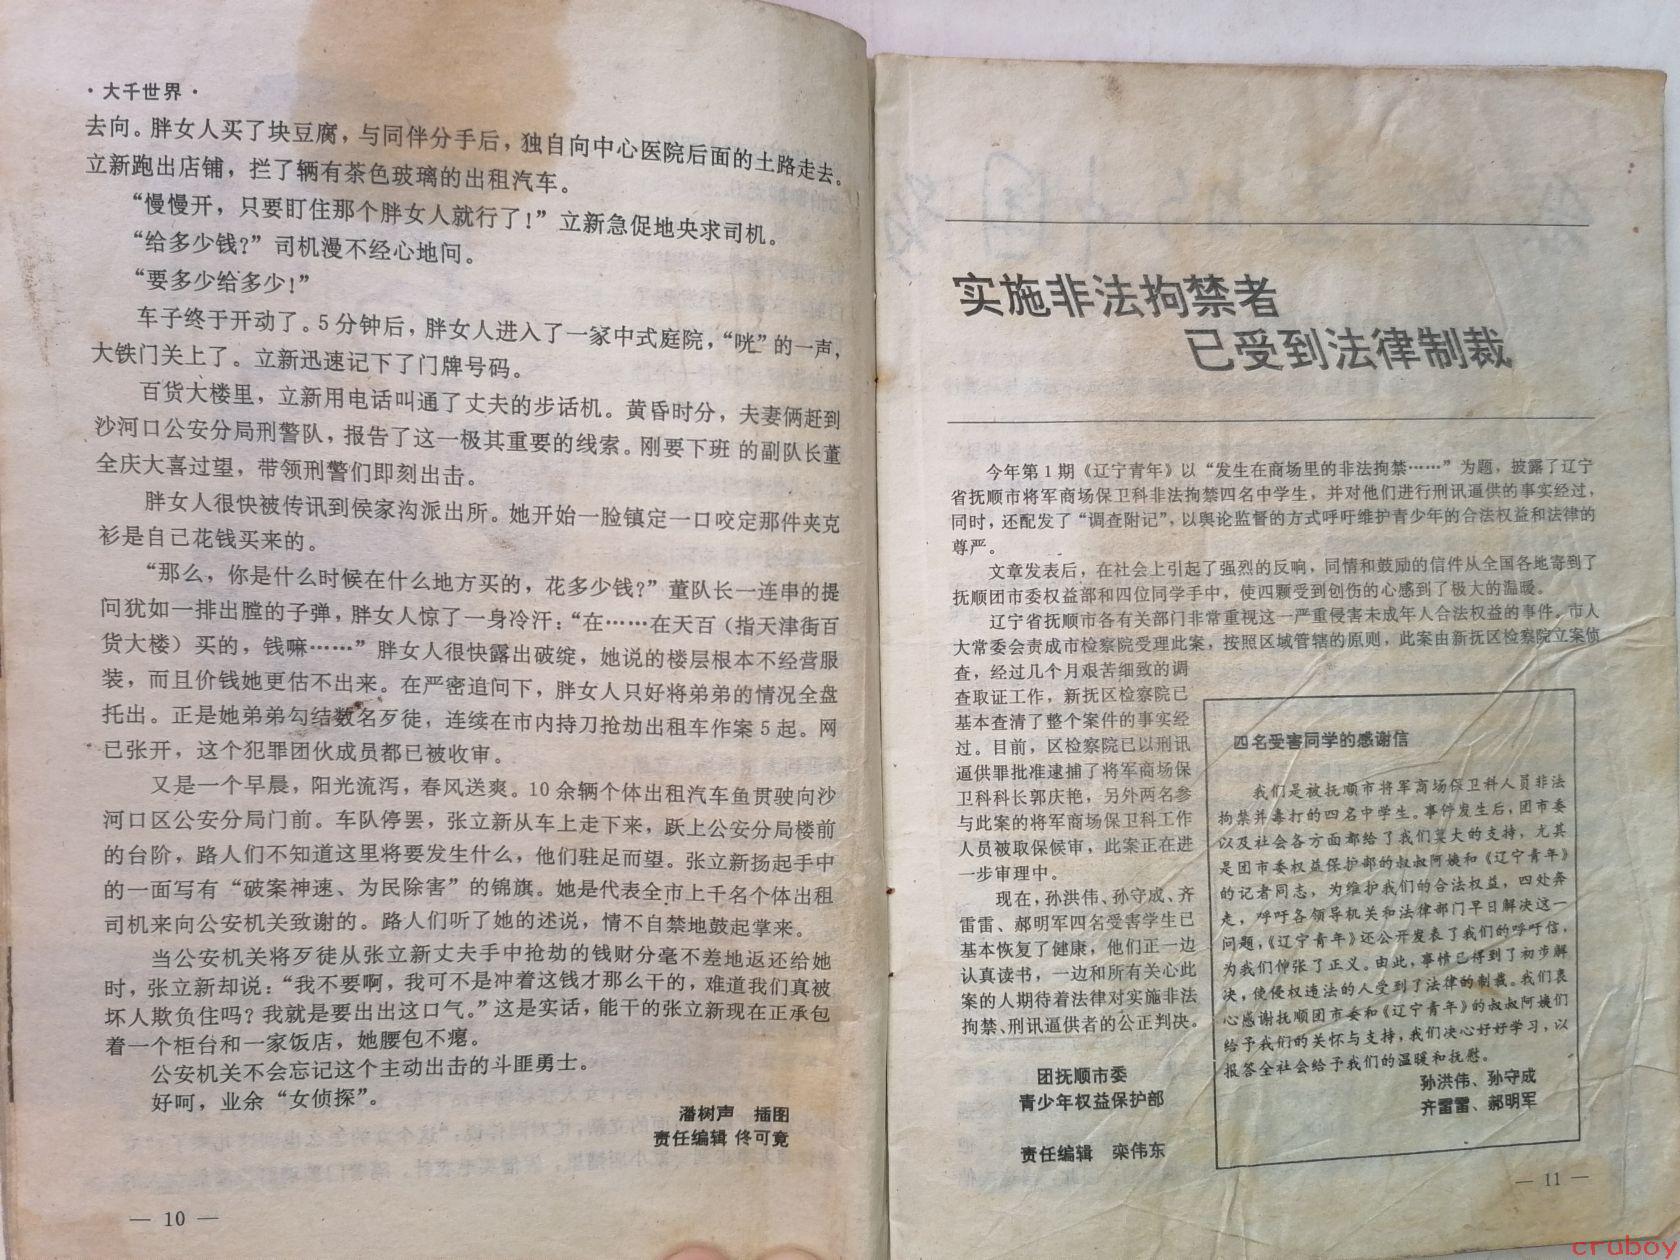 ·大千世界·
去向。胖女人买了块豆腐，与同伴分手后，独自向中心医院后面的土路走去。
立新跑出店铺，拦了辆有茶色玻璃的出租汽车。
“慢慢开，只要盯住那个胖女人就行了！”立新急促地央求司机。
“给多少钱？”司机漫不经心地问。
“要多少给多少！”
车子终于开动了。5分钟后，胖女人进入了一家中式庭院，“咣”的一声，
大铁门关上了。立新迅速记下了门牌号码。
百货大楼里，立新用电话叫通了丈夫的步话机。黄昏时分，夫妻俩赶到
沙河口公安分局刑警队，报告了这一极其重要的线索。刚要下班的副队长董
全庆大喜过望，带领刑警们即刻出击。
胖女人很快被传讯到侯家沟派出所。她开始一脸镇定一口咬定那件夹克
衫是自己花钱买来的。
“那么，你是什么时候在什么地方买的，花多少钱？”董队长一连串的提
问犹如一排出膛的子弹，胖女人惊了一身冷汗：“在……在天百（指天津街百
货大楼）买的，钱嘛……”胖女人很快露出破绽，她说的楼层根本不经营服
装，而且价钱她更估不出来。在严密追问下，胖女人只好将弟弟的情况全盘
托出。正是她弟弟勾结数名歹徒，连续在市内持刀抢劫出租车作案5起。网
已张开，这个犯罪团伙成员都已被收审。
又是一个早晨，阳光流泻，春风送爽。10余辆个体出租汽车鱼贯驶向沙
河口区公安分局门前。车队停罢，张立新从车上走下来，跃上公安分局楼前
的台阶，路人们不知道这里将要发生什么，他们驻足而望。张立新扬起手中
的一面写有“破案神速、为民除害”的锦旗。她是代表全市上千名个体出租
司机来向公安机关致谢的。路人们听了她的述说，情不自禁地鼓起掌来。
当公安机关将歹徒从张立新丈夫手中抢劫的钱财分毫不差地返还给她
时，张立新却说：“我不要啊，我可不是冲着这钱才那么干的，难道我们真被
坏人欺负住吗？我就是要出出这口气。”这是实话，能干的张立新现在正承包
着一个柜台和一家饭店，她腰包不瘪。
公安机关不会忘记这个主动出击的斗匪勇士。
好呵，业余“女侦探”。
潘树声 插图
责任编辑 佟可竟
— 10 —
实施非法拘禁者
已受到法律制裁
今年第1期《辽宁青年》以“发生在商场里的非法拘禁……”为题，披露了辽宁
省抚顺市将军商场保卫科非法拘禁四名中学生，并对他们进行刑讯逼供的事实经过，
同时，还配发了“调查附记”，以舆论监督的方式呼吁维护青少年的合法权益和法律的
尊严。
文章发表后，在社会上引起了强烈的反响，同情和鼓励的信件从全国各地寄到了
抚顺团市委权益部和四位同学手中，使四颗受到创伤的心感到了极大的温暖。
辽宁省抚顺市各有关部门非常重视这一严重侵害未成年人合法权益的事件。市人
大常委会责成市检察院受理此案，按照区域管辖的原则，此案由新抚区检察院立案侦
查，经过几个月艰苦细致的调
查取证工作，新抚区检察院已
基本查清了整个案件的事实经
过。目前，区检察院已以刑讯
逼供罪批准逮捕了将军商场保
卫科科长郭庆艳，另外两名参
与此案的将军商场保卫科工作
人员被取保候审，此案正在进
一步审理中。
现在，孙洪伟、孙守成、齐
雷雷、郝明军四名受害学生已
基本恢复了健康，他们正一边
认真读书，一边和所有关心此
案的人期待着法律对实施非法
拘禁、刑讯逼供者的公正判决。
团抚顺市委
青少年权益保护部
责任编辑 栾伟东
四名受害同学的感谢信
我们是被抚顺市将军商场保卫科人员非法
拘禁并毒打的四名中学生。事件发生后，团市委
以及社会各方面都给了我们莫大的支持，尤其
是团市委权益保护部的叔叔阿姨和《辽宁青年》
的记者同志，为维护我们的合法权益，四处奔
走，呼吁各领导机关和法律部门早日解决这一
问题，《辽宁青年》还公开发表了我们的呼吁信，
为我们伸张了正义。由此，事情已得到了初步解
决，使侵权违法的人受到了法律的制裁。我们衷
心感谢抚顺团市委和《辽宁青年》的叔叔阿姨们
给予我们的关怀与支持，我们决心好好学习，以
报答全社会给予我们的温暖和抚慰。
孙洪伟、孙守成
齐雷雷、郝明军
— 11 —
cruboy